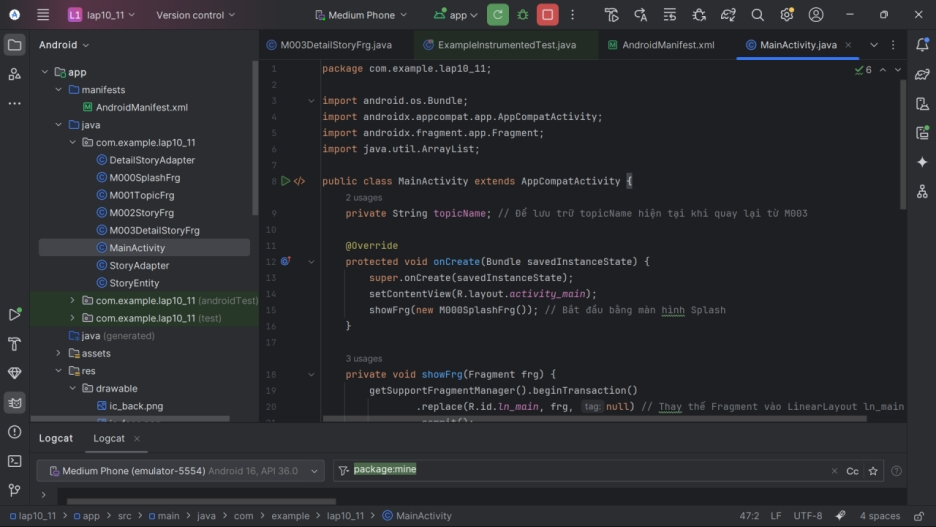 L1 lap10_11 Version control Medium Phone app
Android
M003DetailStoryFrg.java ExampleInstrumentedTest.java AndroidManifest.xml MainActivity.java
app
manifests
AndroidManifest.xml
java
com.example.lap10_11
DetailStoryAdapter
M000SplashFrg
M001TopicFrg
M002StoryFrg
M003DetailStoryFrg
MainActivity
StoryAdapter
StoryEntity
com.example.lap10_11 (androidTest)
com.example.lap10_11 (test)
java (generated)
assets
res
drawable
ic_back.png
6
1 package com.example.lap10_11;
2
3 import android.os.Bundle;
4 import androidx.appcompat.app.AppCompatActivity;
5 import androidx.fragment.app.Fragment;
6 import java.util.ArrayList;
7
8 public class MainActivity extends AppCompatActivity {
2 usages
9 private String topicName; // Để lưu trữ topicName hiện tại khi quay lại từ M003
10
11 @Override
12 protected void onCreate(Bundle savedInstanceState) {
13 super.onCreate(savedInstanceState);
14 setContentView(R.layout.activity_main);
15 showFrg(new M000SplashFrg()); // Bắt đầu bằng màn hình Splash
16 }
17
3 usages
18 private void showFrg(Fragment frg) {
19 getSupportFragmentManager().beginTransaction()
20 .replace(R.id.ln_main, frg, tag: null) // Thay thế Fragment vào LinearLayout ln_main
Logcat Logcat
Medium Phone (emulator-5554) Android 16, API 36.0 package:mine Cc
lap10_11 > app > src > main > java > com > example > lap10_11 > MainActivity 47:2 LF UTF-8 4 spaces